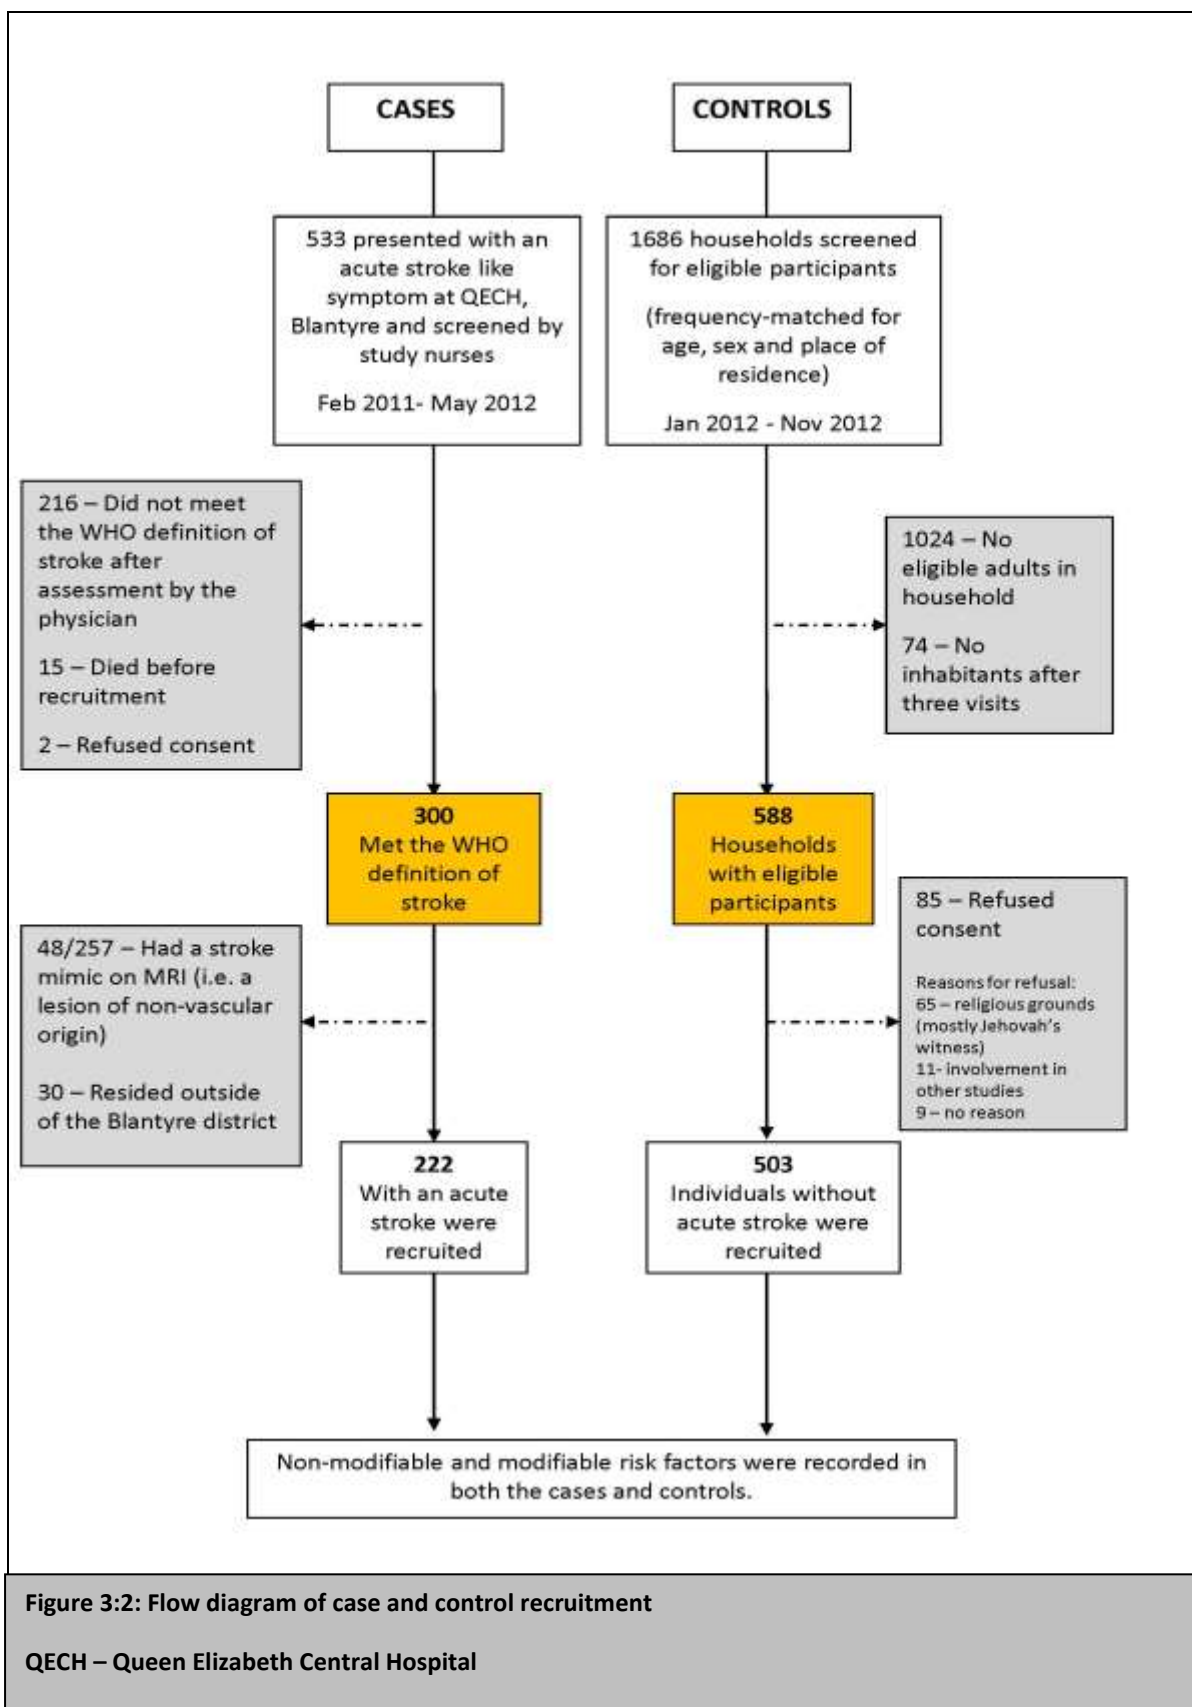 CASES
CONTROLS
533 presented with an
acute stroke like
symptom at QECH,
Blantyre and screened by
study nurses
Feb 2011- May 2012
1686 households screened
for eligible participants
(frequency-matched for
age, sex and place of
residence)
Jan 2012 - Nov 2012
216 – Did not meet
the WHO definition of
stroke after
assessment by the
physician
15 – Died before
recruitment
2 – Refused consent
1024 – No
eligible adults in
household
74 – No
inhabitants after
three visits
300
Met the WHO
definition of
stroke
588
Households
with eligible
participants
48/257 – Had a stroke
mimic on MRI (i.e. a
lesion of non-vascular
origin)
30 – Resided outside
of the Blantyre district
85 – Refused
consent
Reasons for refusal:
65 – religious grounds
(mostly Jehovah's
witness)
11- involvement in
other studies
9 – no reason
222
With an acute
stroke were
recruited
503
Individuals without
acute stroke were
recruited
Non-modifiable and modifiable risk factors were recorded in
both the cases and controls.
Figure 3:2: Flow diagram of case and control recruitment
QECH – Queen Elizabeth Central Hospital